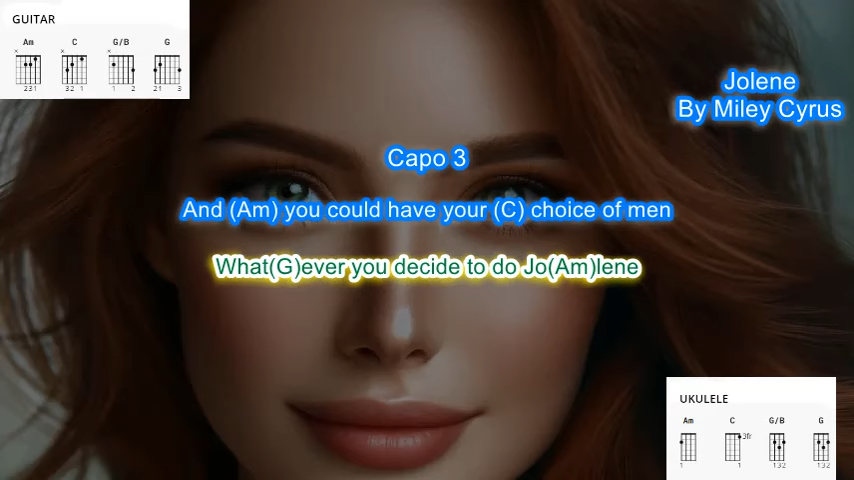 GUITAR
Am C G/B G
x x x
231 32 1 1 2 21 3
Jolene
By Miley Cyrus
Capo 3
And (Am) you could have your (C) choice of men
What(G)ever you decide to do Jo(Am)lene
UKULELE
Am C G/B G
3fr
1 1 132 132